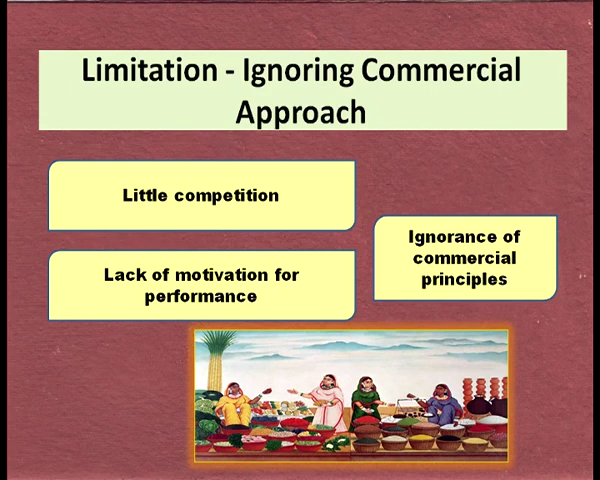 Limitation - Ignoring Commercial
Approach
Little competition
Lack of motivation for
performance
Ignorance of
commercial
principles